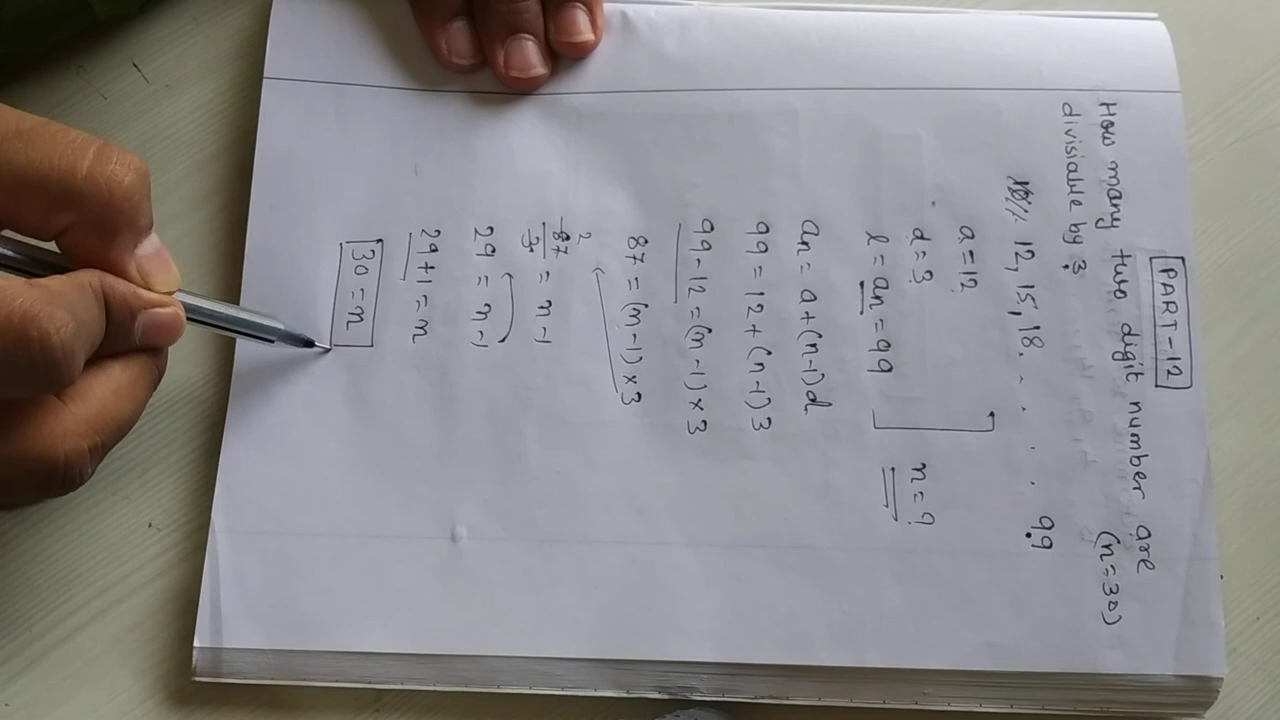 PART-12
How many two digit number are
divisiable by 3 (n=30)
12, 15, 18. . . . . 99
a=12
d=3 n=?
l=an=99
an=a+(n-1)d
99=12+(n-1)3
99-12=(n-1)×3
87=(n-1)×3
87/3=n-1
29=n-1
29+1=n
30=n